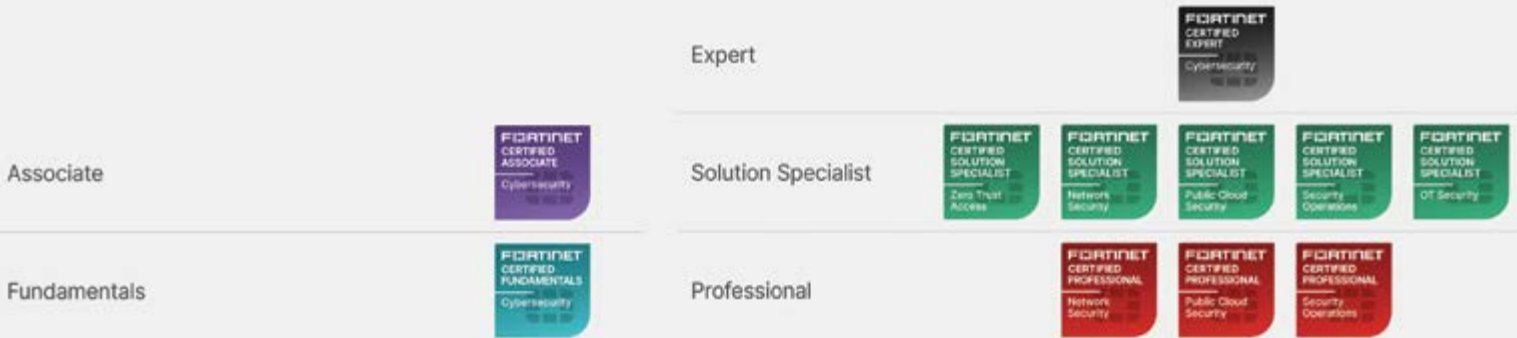 Expert
FORTINET
CERTIFIED
EXPERT
Cybersecurity
Associate
FORTINET
CERTIFIED
ASSOCIATE
Cybersecurity
Solution Specialist
FORTINET
CERTIFIED
SOLUTION
SPECIALIST
Zero Trust
Access
FORTINET
CERTIFIED
SOLUTION
SPECIALIST
Network
Security
FORTINET
CERTIFIED
SOLUTION
SPECIALIST
Public Cloud
Security
FORTINET
CERTIFIED
SOLUTION
SPECIALIST
Security
Operations
FORTINET
CERTIFIED
SOLUTION
SPECIALIST
OT Security
Fundamentals
FORTINET
CERTIFIED
FUNDAMENTALS
Cybersecurity
Professional
FORTINET
CERTIFIED
PROFESSIONAL
Network
Security
FORTINET
CERTIFIED
PROFESSIONAL
Public Cloud
Security
FORTINET
CERTIFIED
PROFESSIONAL
Security
Operations